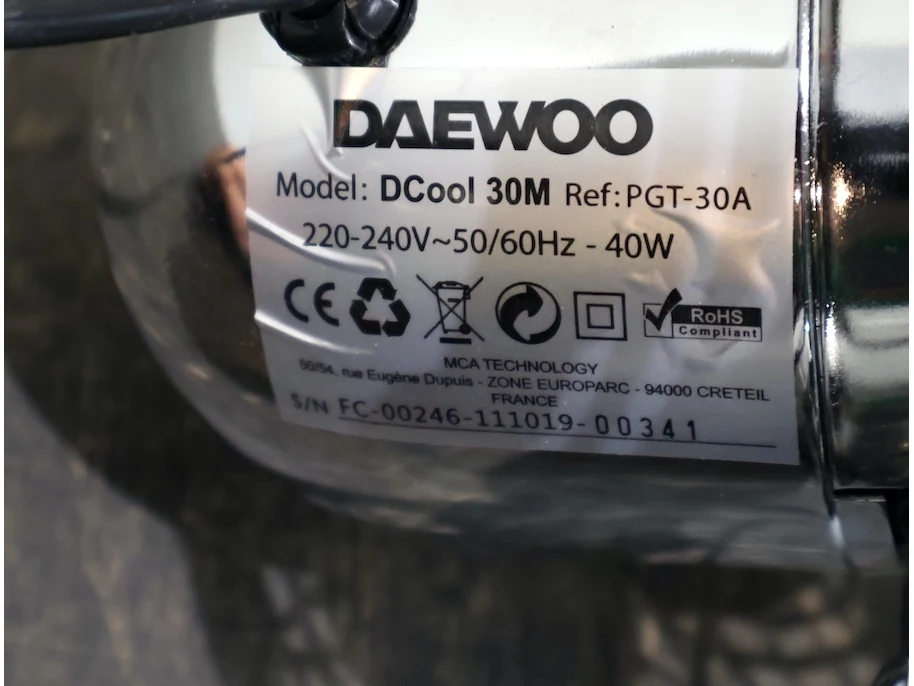 DAEWOO
Model: DCool 30M Ref:PGT-30A
220-240V~50/60Hz - 40W
CE RoHS
Compliant
MCA TECHNOLOGY
50/54, rue Eugène Dupuis - ZONE EUROPARC - 94000 CRETEIL
FRANCE
S/N FC-00246-111019-00341